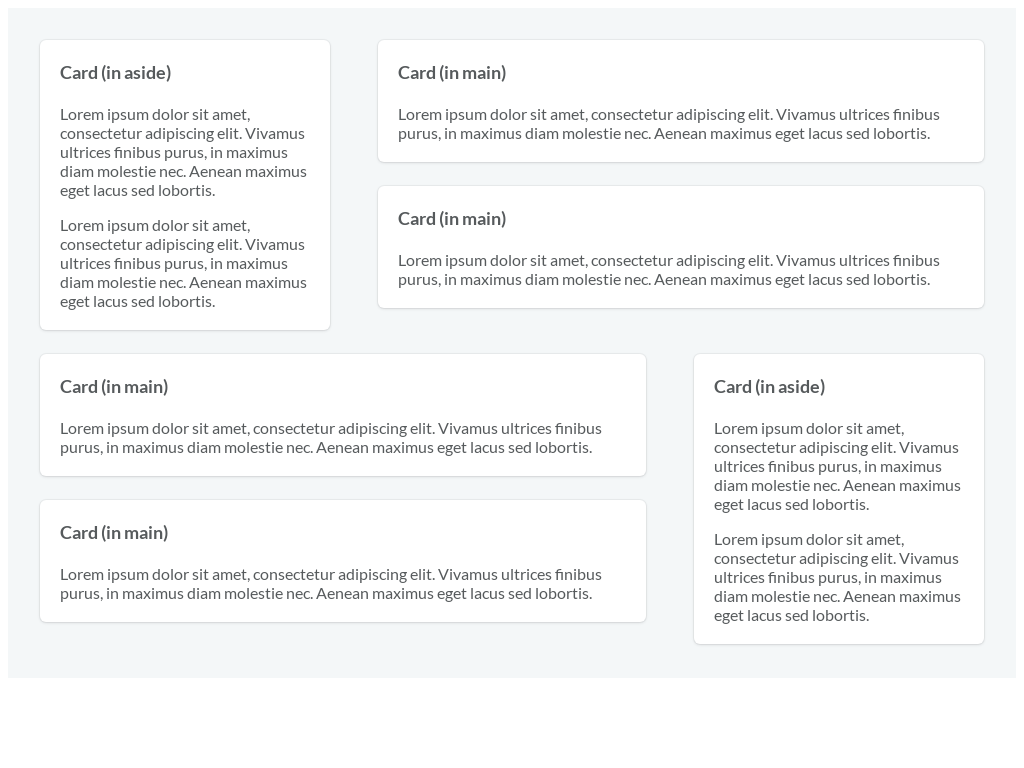 Card (in aside)
Lorem ipsum dolor sit amet,
consectetur adipiscing elit. Vivamus
ultrices finibus purus, in maximus
diam molestie nec. Aenean maximus
eget lacus sed lobortis.
Lorem ipsum dolor sit amet,
consectetur adipiscing elit. Vivamus
ultrices finibus purus, in maximus
diam molestie nec. Aenean maximus
eget lacus sed lobortis.
Card (in main)
Lorem ipsum dolor sit amet, consectetur adipiscing elit. Vivamus ultrices finibus
purus, in maximus diam molestie nec. Aenean maximus eget lacus sed lobortis.
Card (in main)
Lorem ipsum dolor sit amet, consectetur adipiscing elit. Vivamus ultrices finibus
purus, in maximus diam molestie nec. Aenean maximus eget lacus sed lobortis.
Card (in main)
Lorem ipsum dolor sit amet, consectetur adipiscing elit. Vivamus ultrices finibus
purus, in maximus diam molestie nec. Aenean maximus eget lacus sed lobortis.
Card (in main)
Lorem ipsum dolor sit amet, consectetur adipiscing elit. Vivamus ultrices finibus
purus, in maximus diam molestie nec. Aenean maximus eget lacus sed lobortis.
Card (in aside)
Lorem ipsum dolor sit amet,
consectetur adipiscing elit. Vivamus
ultrices finibus purus, in maximus
diam molestie nec. Aenean maximus
eget lacus sed lobortis.
Lorem ipsum dolor sit amet,
consectetur adipiscing elit. Vivamus
ultrices finibus purus, in maximus
diam molestie nec. Aenean maximus
eget lacus sed lobortis.